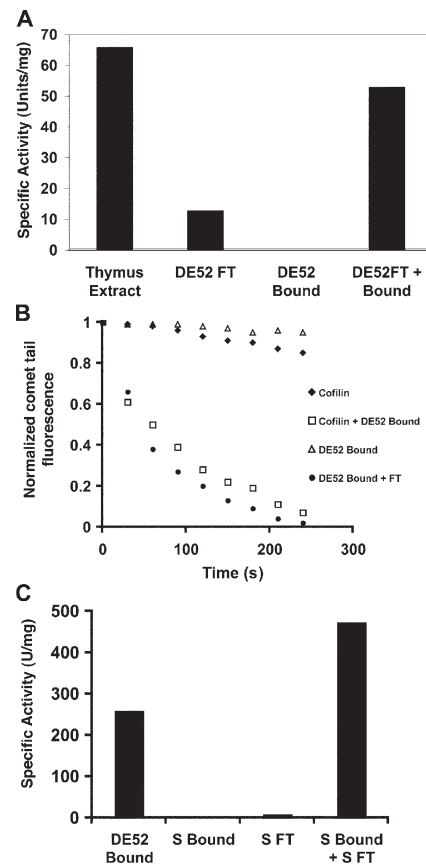 A
Specific Activity (Units/mg)
70
60
50
40
30
20
10
0
Thymus
Extract
DE52 FT
DE52
Bound
DE52FT +
Bound
B
Normalized comet tail
fluorescence
1
0.8
0.6
0.4
0.2
0
0
100
200
300
Time (s)
Cofilin
Cofilin + DE52 Bound
DE52 Bound
DE52 Bound + FT
C
Specific Activity (U/mg)
500
400
300
200
100
0
DE52
Bound
S Bound
S FT
S Bound
+ S FT